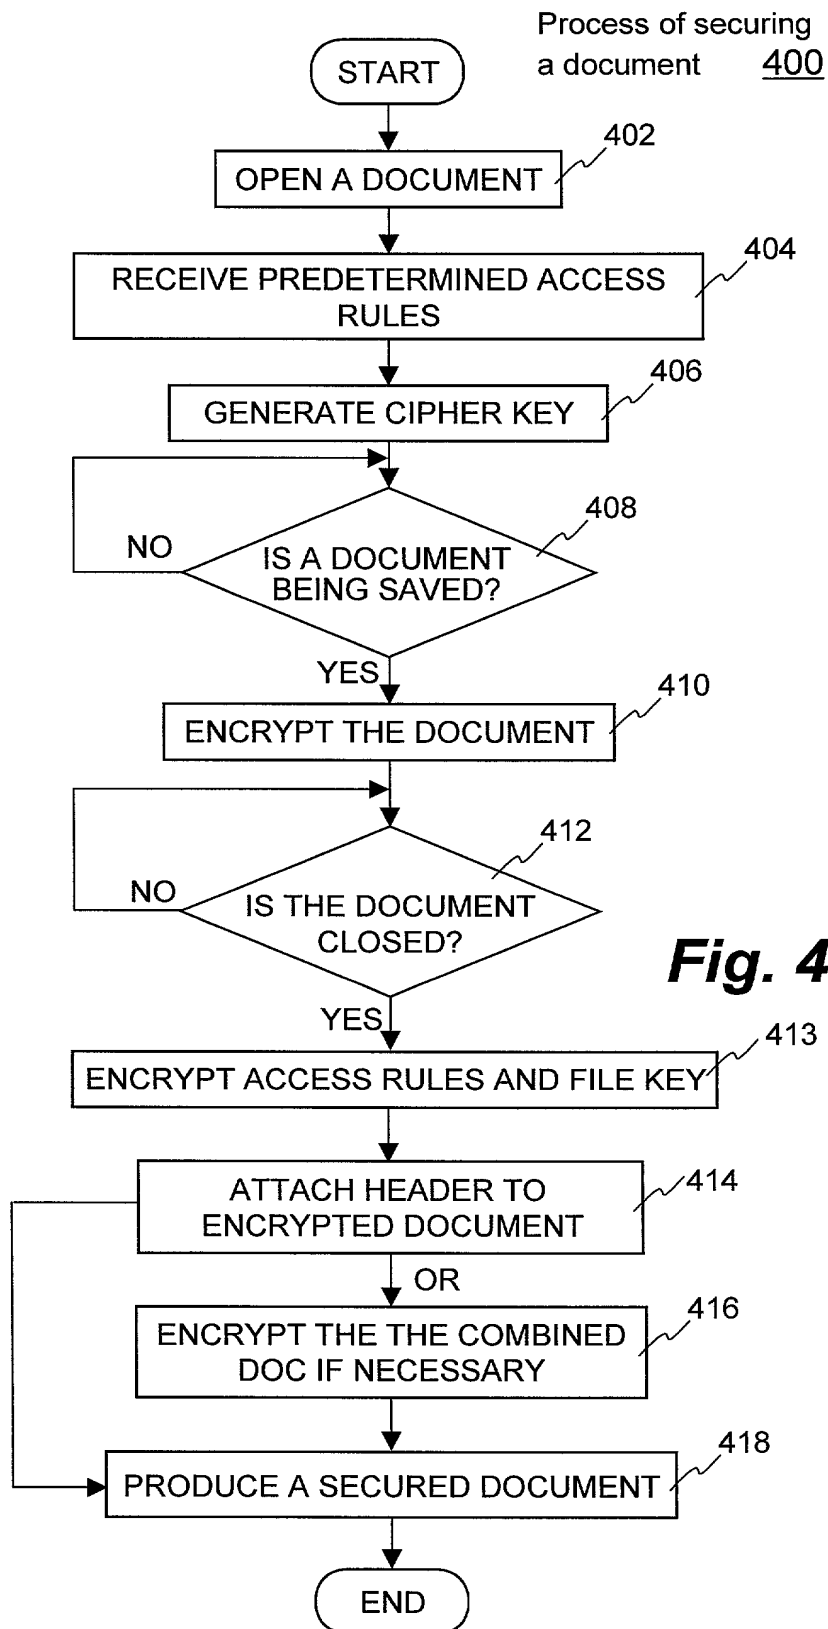 Process of securing
a document 400
START
402
OPEN A DOCUMENT
404
RECEIVE PREDETERMINED ACCESS
RULES
406
GENERATE CIPHER KEY
408
NO
IS A DOCUMENT
BEING SAVED?
YES
410
ENCRYPT THE DOCUMENT
412
NO
IS THE DOCUMENT
CLOSED?
Fig. 4
YES
413
ENCRYPT ACCESS RULES AND FILE KEY
ATTACH HEADER TO
ENCRYPTED DOCUMENT
414
OR
416
ENCRYPT THE THE COMBINED
DOC IF NECESSARY
418
PRODUCE A SECURED DOCUMENT
END